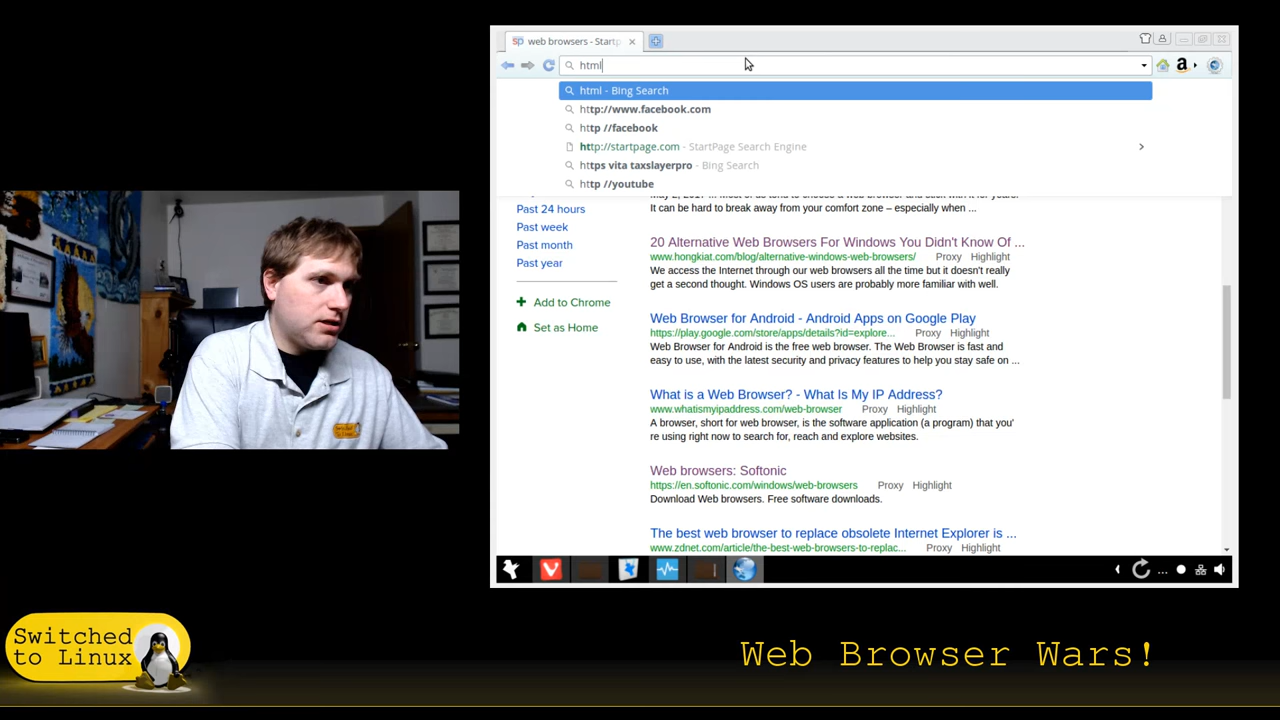 web browsers - Startp
html
html - Bing Search
http://www.facebook.com
http //facebook
http://startpage.com - StartPage Search Engine
https vita taxslayerpro - Bing Search
http //youtube
It can be hard to break away from your comfort zone – especially when ...
Past 24 hours
Past week
Past month
Past year
Add to Chrome
Set as Home
20 Alternative Web Browsers For Windows You Didn't Know Of ...
www.hongkiat.com/blog/alternative-windows-web-browsers/ Proxy Highlight
We access the Internet through our web browsers all the time but it doesn't really
get a second thought. Windows OS users are probably more familiar with well.
Web Browser for Android - Android Apps on Google Play
https://play.google.com/store/apps/details?id=explore... Proxy Highlight
Web Browser for Android is the free web browser. The Web Browser is fast and
easy to use, with the latest security and privacy features to help you stay safe on ...
What is a Web Browser? - What Is My IP Address?
www.whatismyipaddress.com/web-browser Proxy Highlight
A browser, short for web browser, is the software application (a program) that you'
re using right now to search for, reach and explore websites.
Web browsers: Softonic
https://en.softonic.com/windows/web-browsers Proxy Highlight
Download Web browsers. Free software downloads.
The best web browser to replace obsolete Internet Explorer is ...
www.zdnet.com/article/the-best-web-browsers-to-replac... Proxy Highlight
Switched
to Linux
Web Browser Wars!